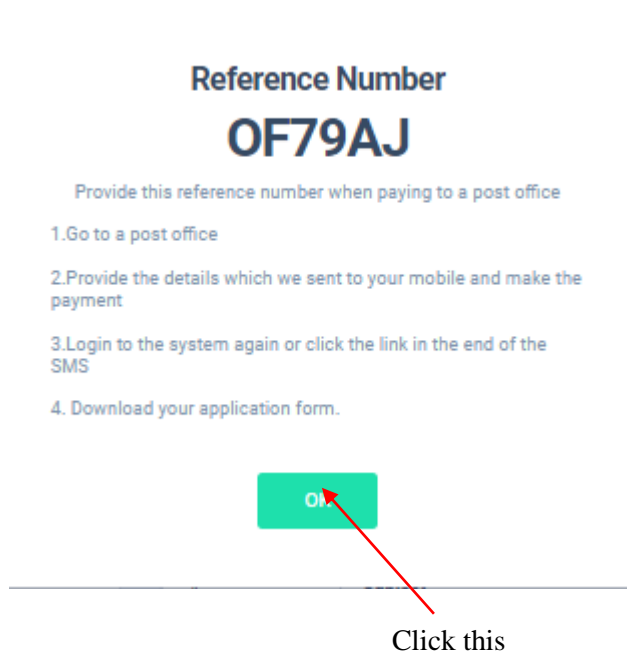 Reference Number
OF79AJ
Provide this reference number when paying to a post office
1.Go to a post office
2.Provide the details which we sent to your mobile and make the
payment
3.Login to the system again or click the link in the end of the
SMS
4. Download your application form.
OK
Click this